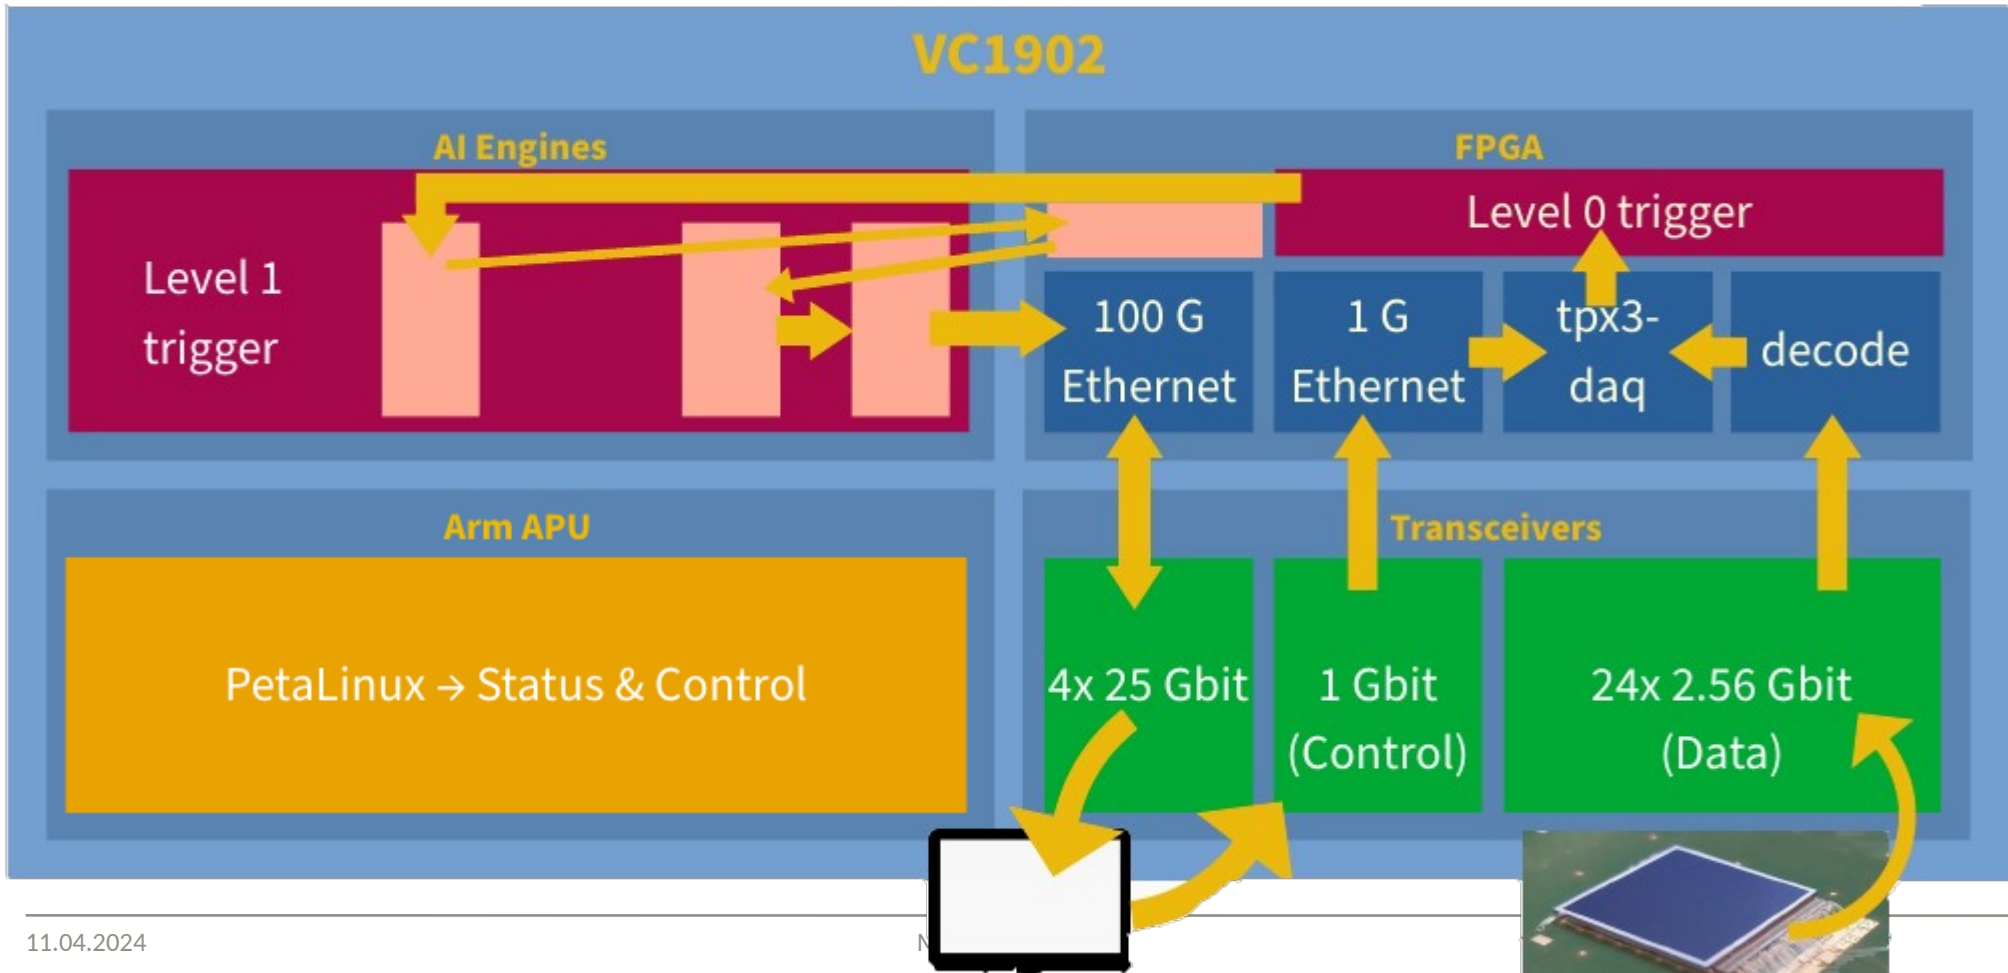 VC1902
AI Engines
FPGA
Level 0 trigger
Level 1
trigger
100 G
Ethernet
1 G
Ethernet
tpx3-
daq
decode
Arm APU
Transceivers
PetaLinux → Status & Control
4x 25 Gbit
1 Gbit
(Control)
24x 2.56 Gbit
(Data)
11.04.2024